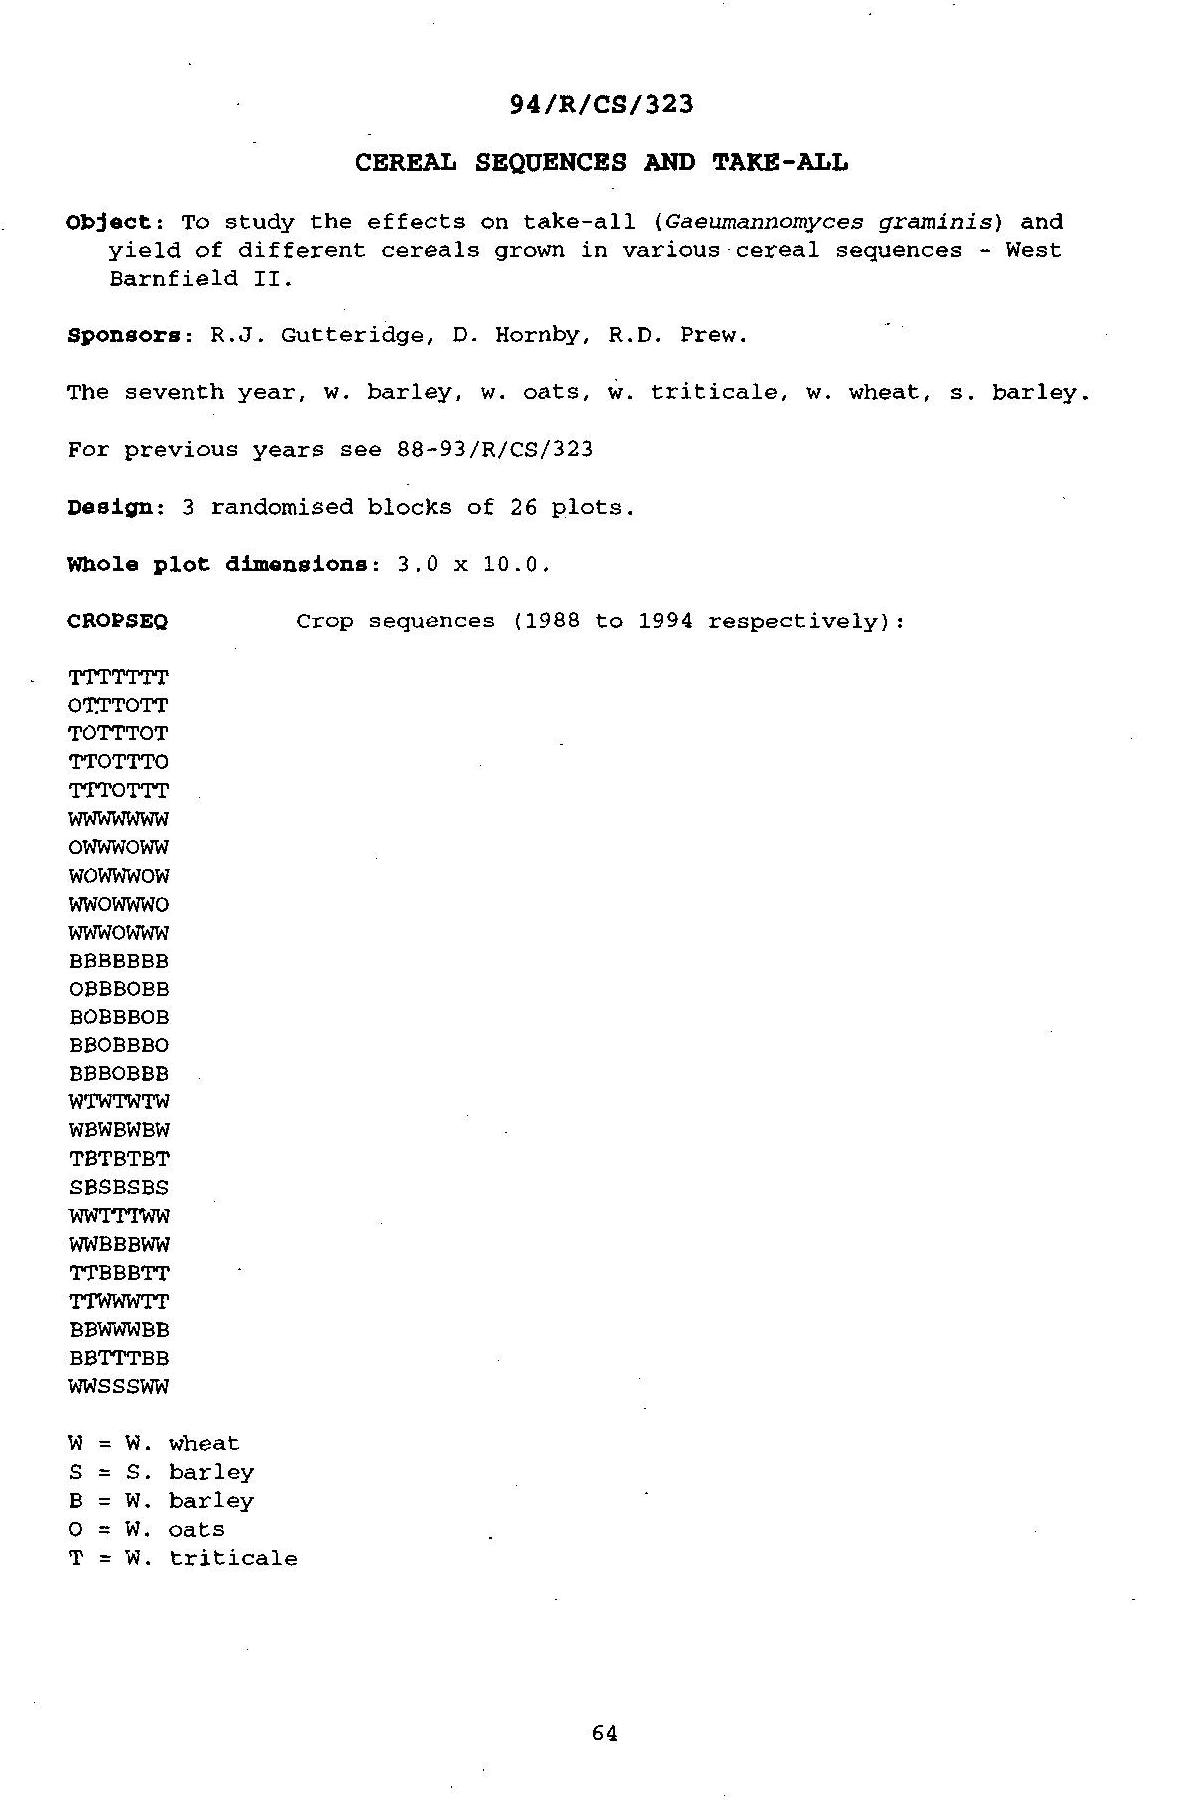 94/R/CS/323
CEREAL SEQUENCES AND TAKE-ALL
Object: To study the effects on take-all (Gaeumannomyces graminis) and
yield of different cereals grown in various cereal sequences - West
Barnfield II.
Sponsors: R.J. Gutteridge, D. Hornby, R.D. Prew.
The seventh year, w. barley, w. oats, w. triticale, w. wheat, s. barley.
For previous years see 88-93/R/CS/323
Design: 3 randomised blocks of 26 plots.
Whole plot dimensions: 3.0 x 10.0.
CROPSEQ Crop sequences (1988 to 1994 respectively):
TTTTTTT
OTTTOTT
TOTTTOT
TTOTTTO
TTTOTTT
WWWWWWW
OWWWOWW
WOWWWOW
WWOWWWO
WWWOWWW
BBBBBBB
OBBBOBB
BOBBBOB
BBOBBBO
BBBOBBB
WTWTWTW
WBWBWBW
TBTBTBT
SBSBSBS
WWTTTWW
WWBBBWW
TTBBBTT
TTWWWTT
BBWWWBB
BBTTTBB
WWSSSWW
W = W. wheat
S = S. barley
B = W. barley
O = W. oats
T = W. triticale
64